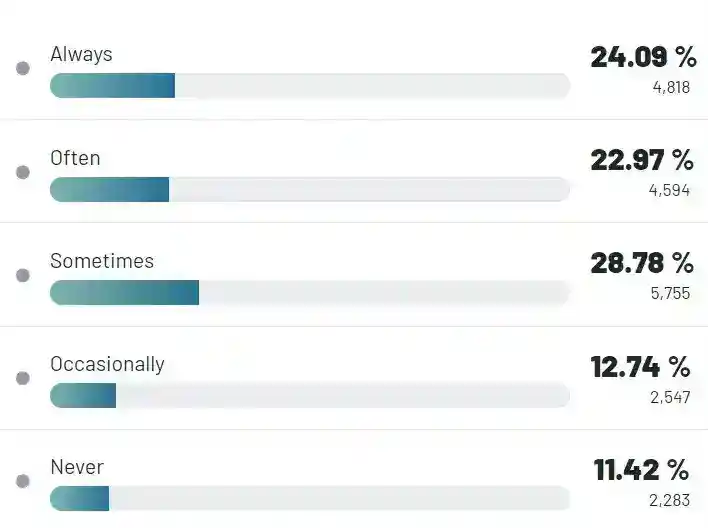 Always
24.09 %
4,818
Often
22.97 %
4,594
Sometimes
28.78 %
5,755
Occasionally
12.74 %
2,547
Never
11.42 %
2,283